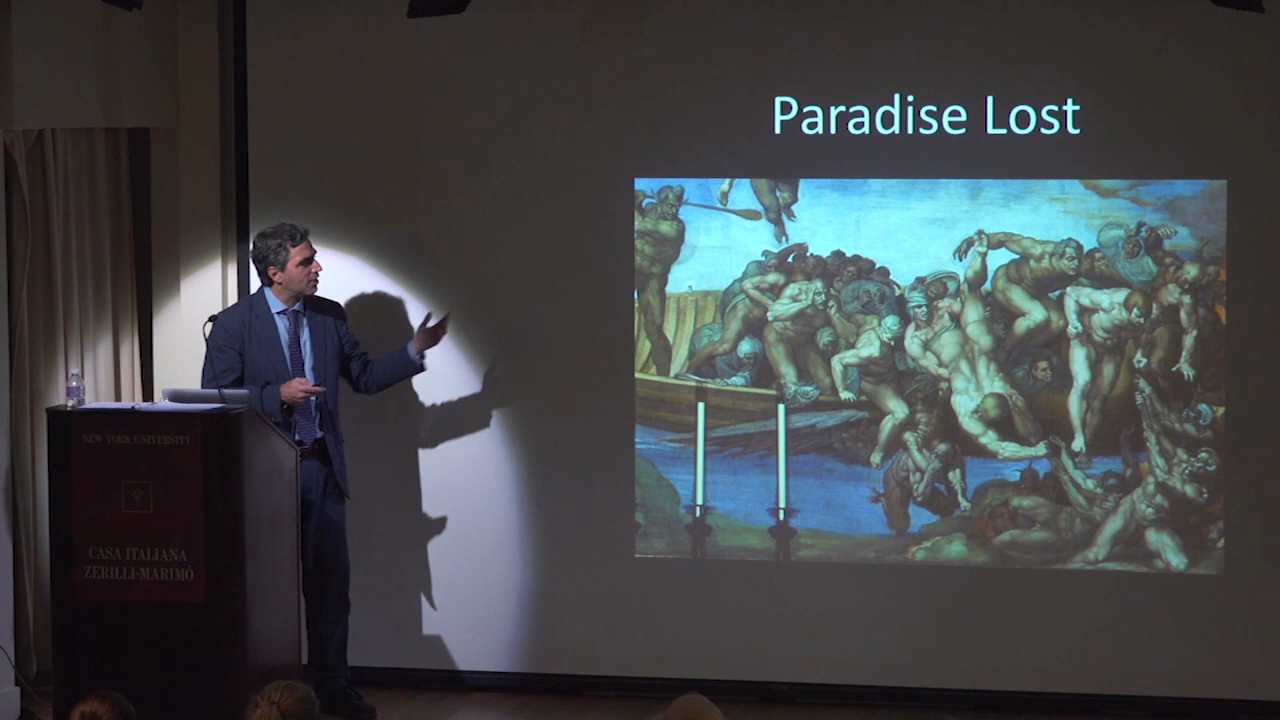 Paradise Lost
NEW YORK UNIVERSITY
CASA ITALIANA
ZERILLI-MARIMÒ